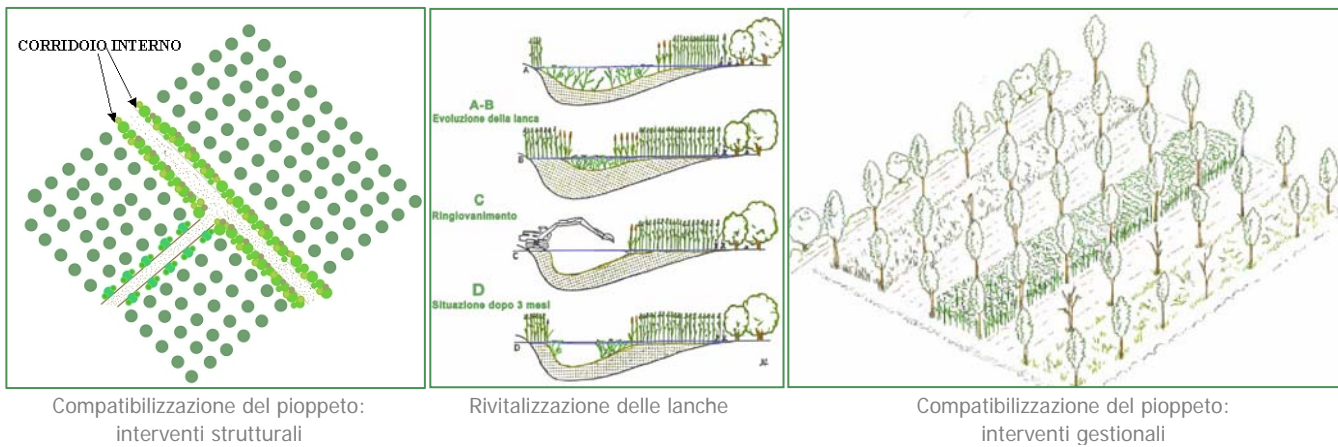 CORRIDOIO INTERNO
A
A-B
Evoluzione della lanca
B
C
Ringiovanimento
C
D
Situazione dopo 3 mesi
D
Compatibilizzazione del pioppeto:
interventi strutturali
Rivitalizzazione delle lanche
Compatibilizzazione del pioppeto:
interventi gestionali